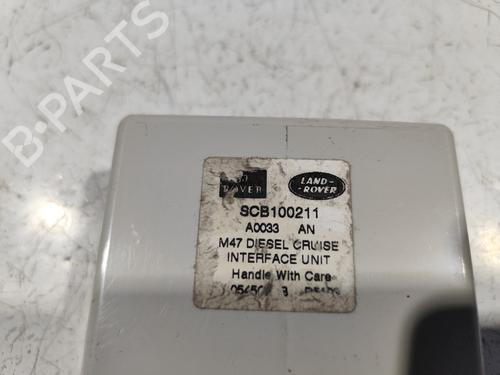 B-PARTS
ROVER
LAND-
-ROVER
SCB100211
A0033 AN
M47 DIESEL CRUISE
INTERFACE UNIT
Handle With Care